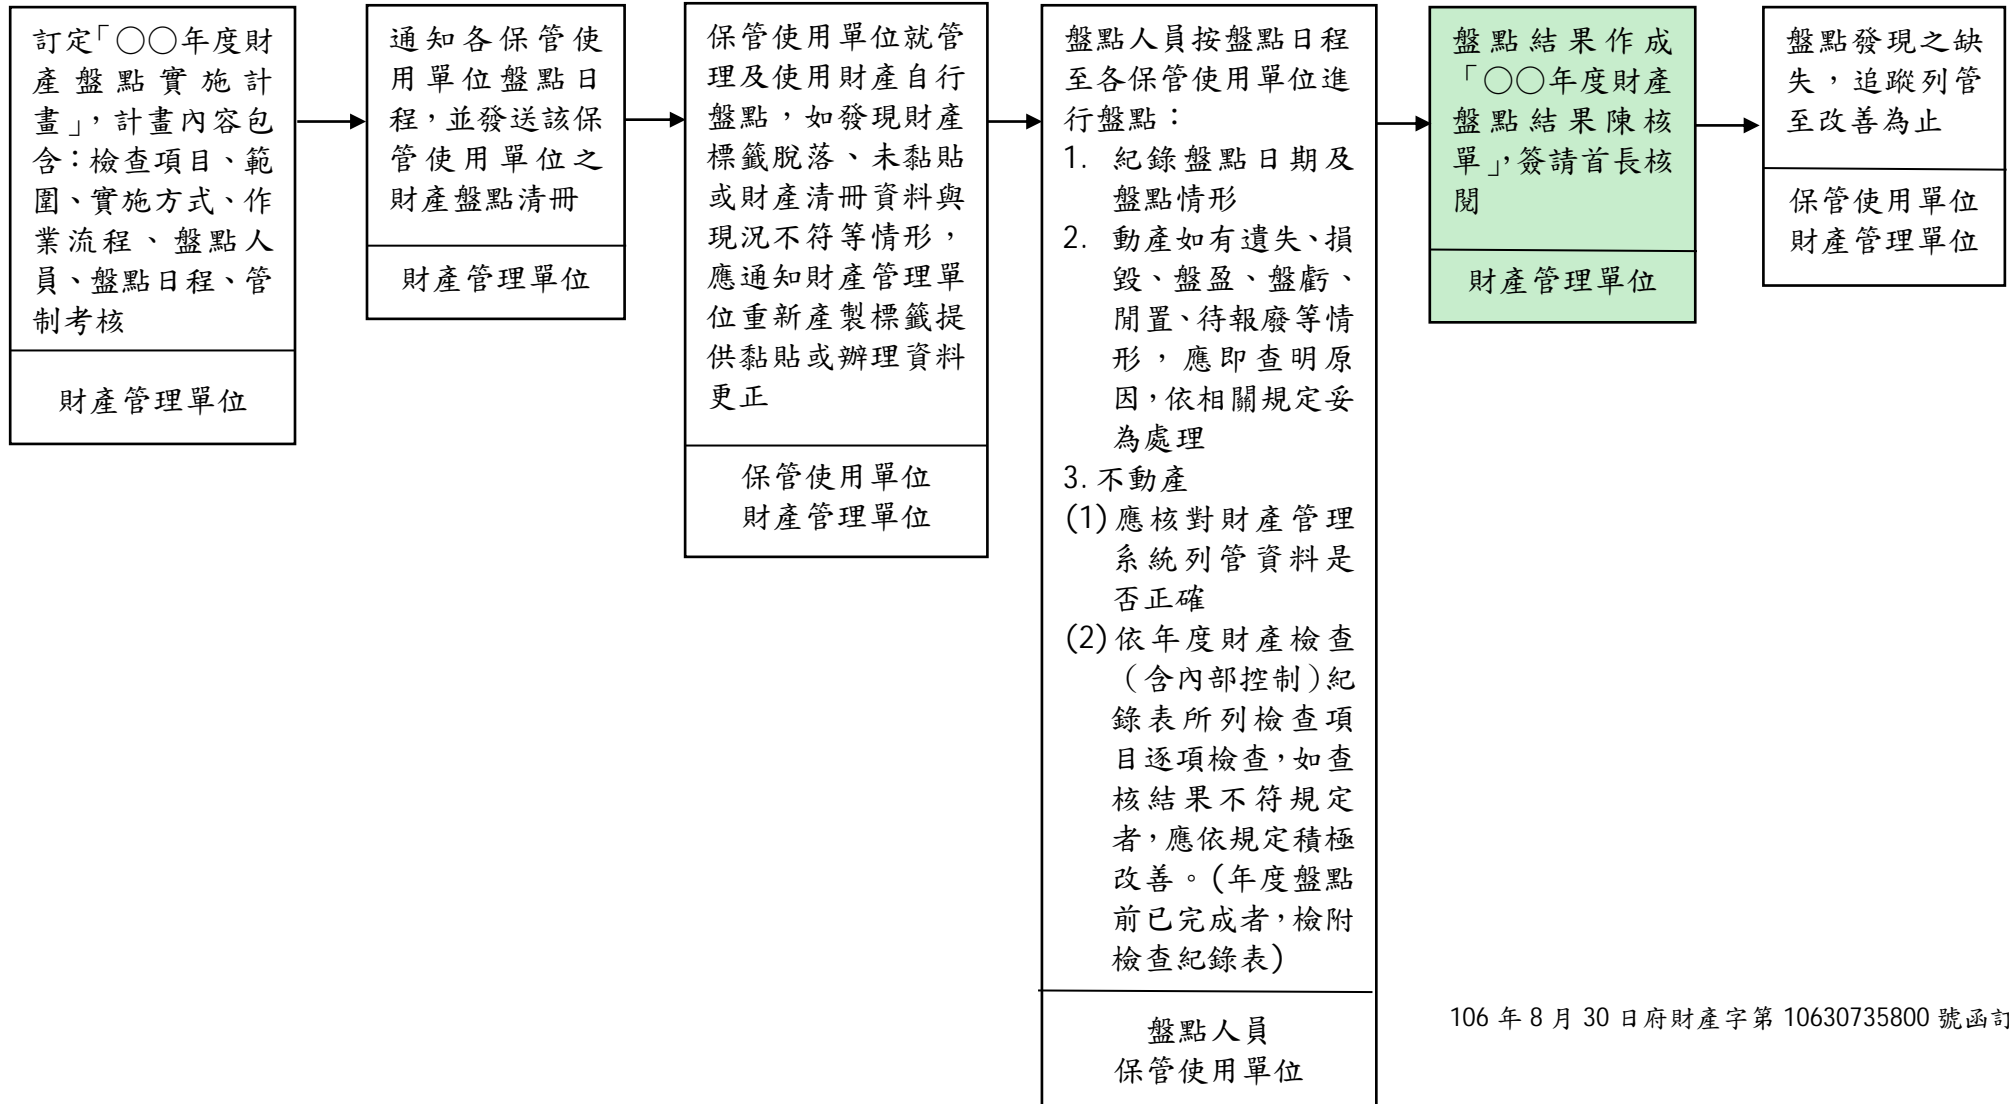 訂定「○○年度財
產盤點實施計
畫」，計畫內容包
含：檢查項目、範
圍、實施方式、作
業流程、盤點人
員、盤點日程、管
制考核
財產管理單位
通知各保管使
用單位盤點日
程，並發送該保
管使用單位之
財產盤點清冊
財產管理單位
保管使用單位就管
理及使用財產自行
盤點，如發現財產
標籤脫落、未黏貼
或財產清冊資料與
現況不符等情形，
應通知財產管理單
位重新產製標籤提
供黏貼或辦理資料
更正
保管使用單位
財產管理單位
盤點人員按盤點日程
至各保管使用單位進
行盤點：
1. 紀錄盤點日期及
盤點情形
2. 動產如有遺失、損
毀、盤盈、盤虧、
閒置、待報廢等情
形，應即查明原
因，依相關規定妥
為處理
3.不動產
(1)應核對財產管理
系統列管資料是
否正確
(2)依年度財產檢查
（含內部控制）紀
錄表所列檢查項
目逐項檢查，如查
核結果不符規定
者，應依規定積極
改善。(年度盤點
前已完成者，檢附
檢查紀錄表)
盤點人員
保管使用單位
盤點結果作成
「○○年度財產
盤點結果陳核
單」，簽請首長核
閱
財產管理單位
盤點發現之缺
失，追蹤列管
至改善為止
保管使用單位
財產管理單位
106 年 8 月 30 日府財產字第 10630735800 號函訂